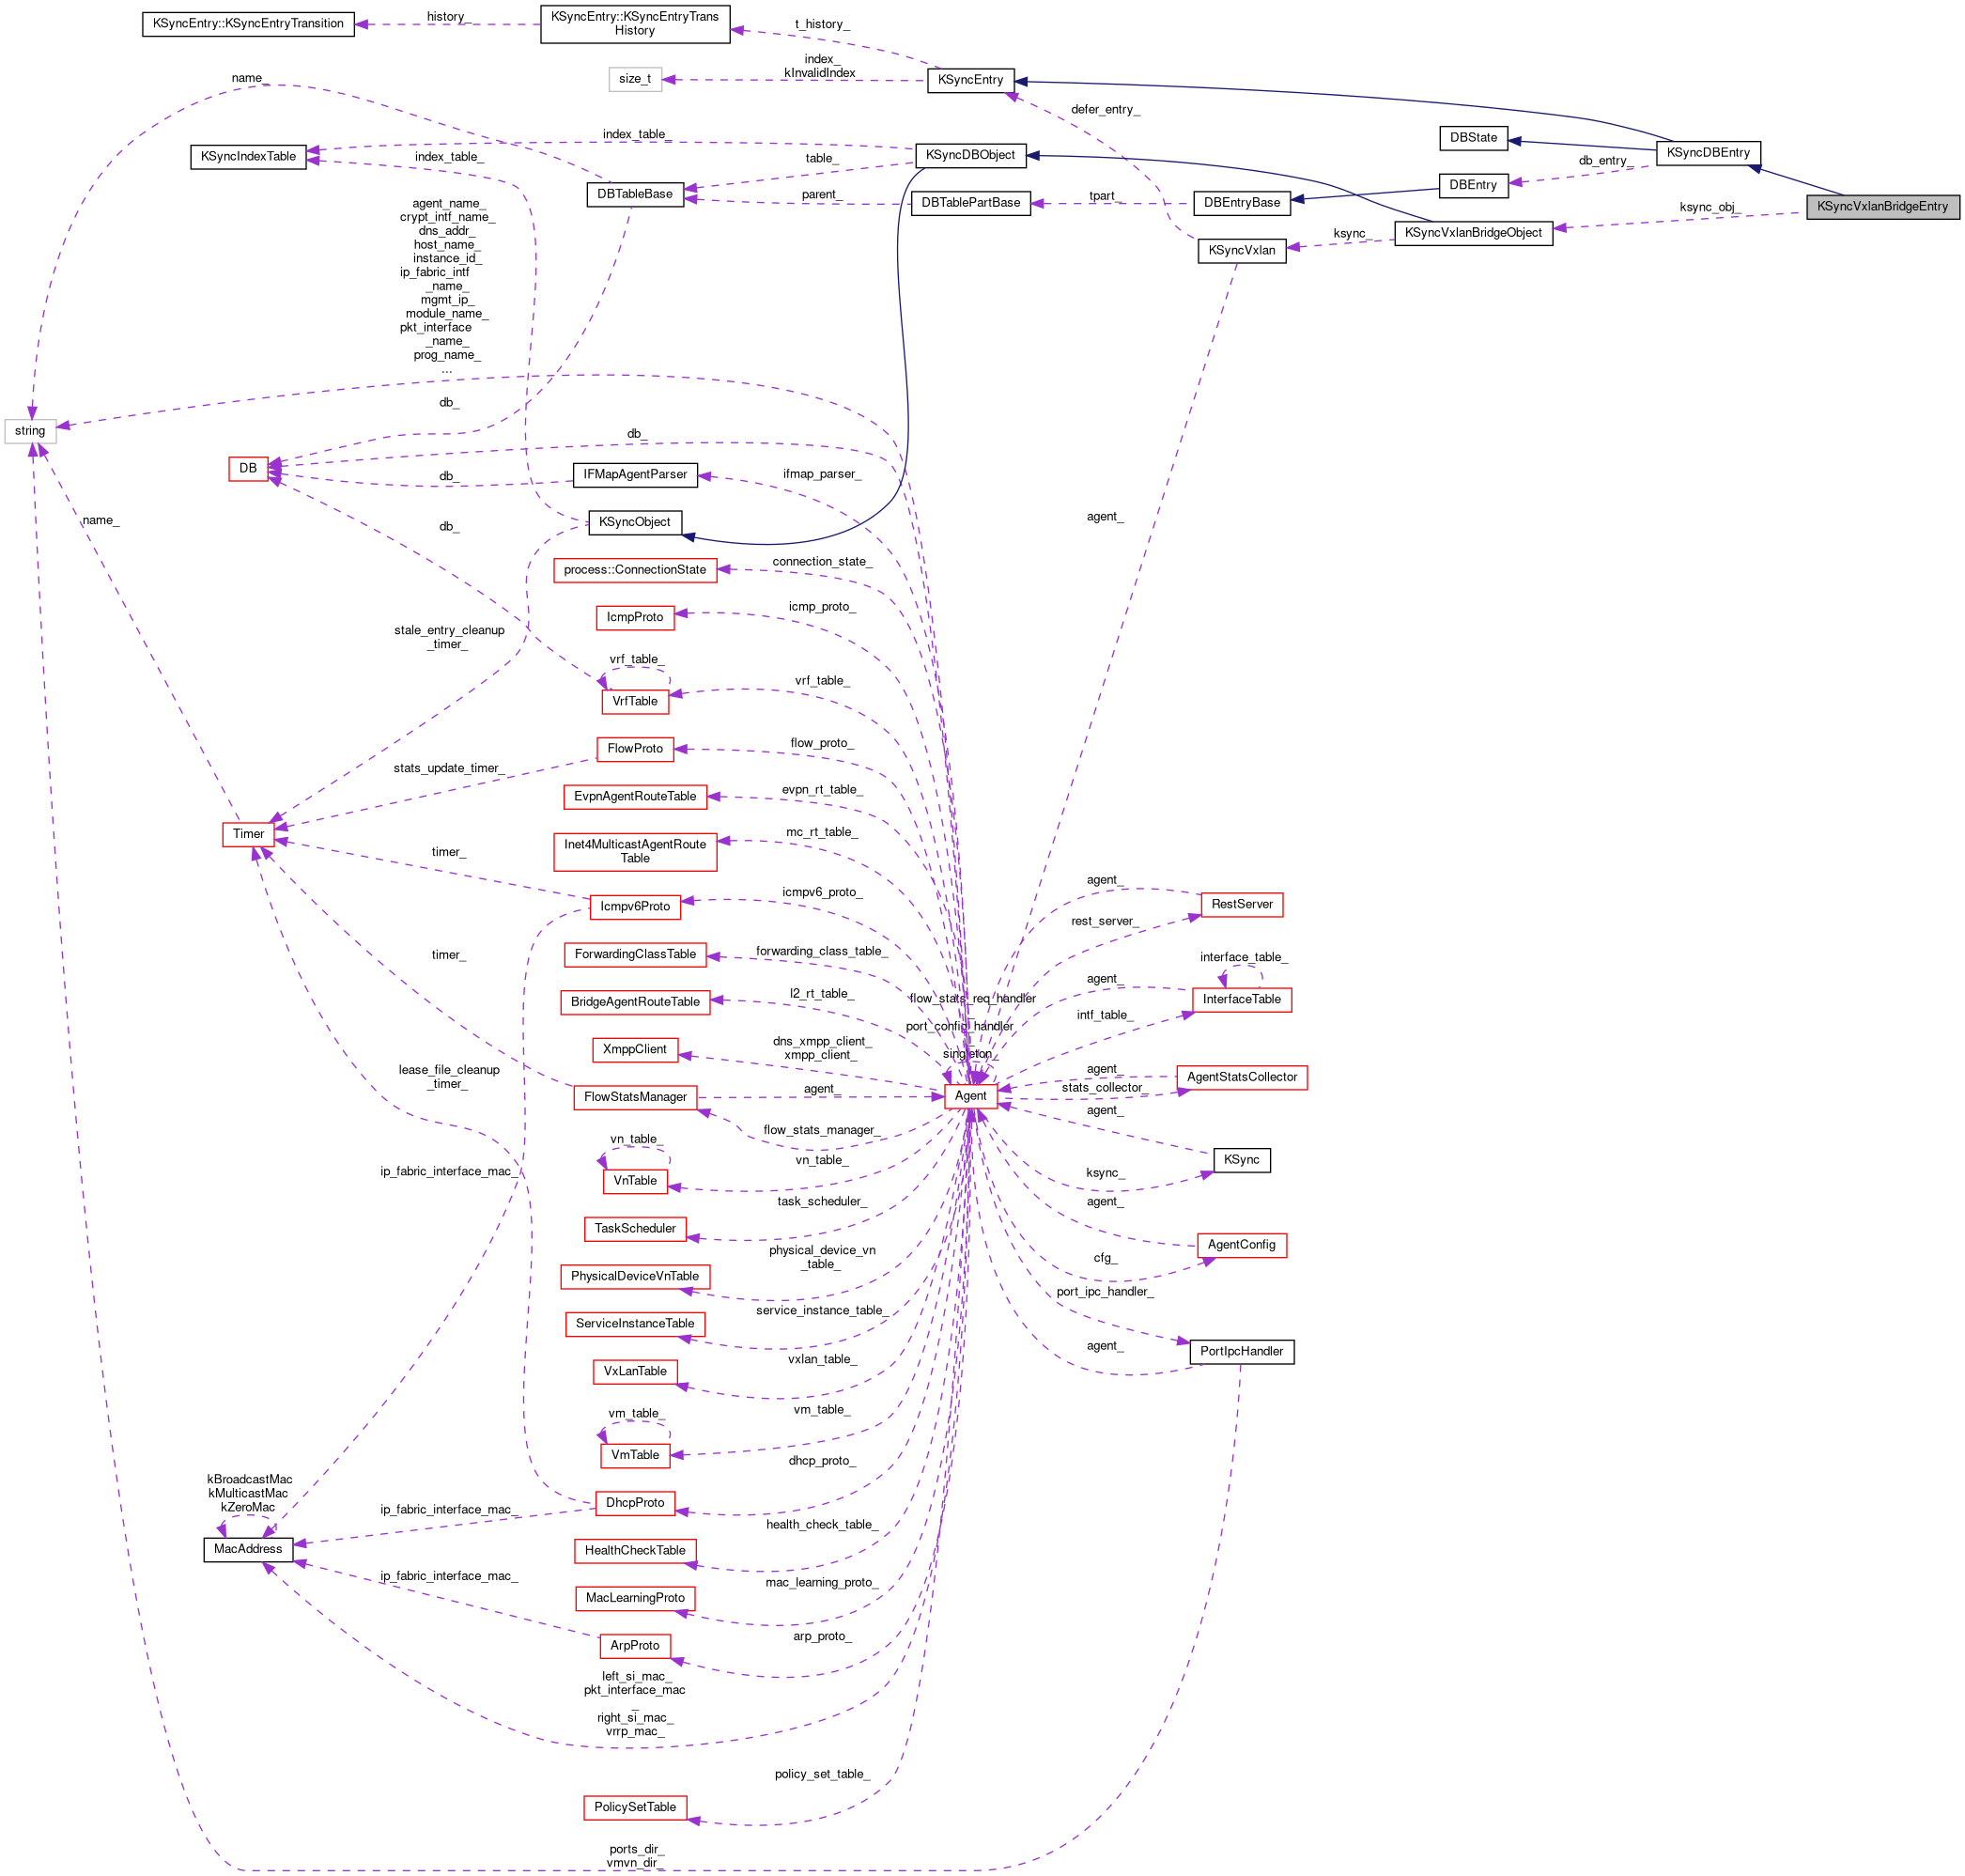 KSyncEntry::KSyncEntryTransition
history_
KSyncEntry::KSyncEntryTrans
History
t_history_
size_t
index_
kInvalidIndex
KSyncEntry
name_
defer_entry_
DBState
KSyncDBEntry
KSyncIndexTable
index_table_
index_table_
KSyncDBObject
table_
db_entry_
DBTableBase
parent_
DBTablePartBase
tpart_
DBEntryBase
DBEntry
ksync_obj_
KSyncVxlanBridgeEntry
KSyncVxlan
ksync_
KSyncVxlanBridgeObject
agent_name_
crypt_intf_name_
dns_addr_
host_name_
instance_id_
ip_fabric_intf
_name_
mgmt_ip_
module_name_
pkt_interface
_name_
prog_name_
...
string
db_
db_
DB
db_
IFMapAgentParser
ifmap_parser_
name_
db_
KSyncObject
agent_
process::ConnectionState
connection_state_
IcmpProto
icmp_proto_
stale_entry_cleanup
_timer_
vrf_table_
VrfTable
vrf_table_
FlowProto
flow_proto_
stats_update_timer_
EvpnAgentRouteTable
evpn_rt_table_
Timer
Inet4MulticastAgentRoute
Table
mc_rt_table_
timer_
Icmpv6Proto
icmpv6_proto_
agent_
RestServer
rest_server_
timer_
ForwardingClassTable
forwarding_class_table_
interface_table_
BridgeAgentRouteTable
l2_rt_table_
flow_stats_req_handler
_
port_config_handler
_
singleton_
agent_
InterfaceTable
intf_table_
XmppClient
dns_xmpp_client_
xmpp_client_
lease_file_cleanup
_timer_
FlowStatsManager
agent_
Agent
agent_
AgentStatsCollector
stats_collector_
flow_stats_manager_
agent_
vn_table_
VnTable
vn_table_
KSync
ksync_
ip_fabric_interface_mac_
TaskScheduler
task_scheduler_
agent_
AgentConfig
cfg_
PhysicalDeviceVnTable
physical_device_vn
_table_
port_ipc_handler_
ServiceInstanceTable
service_instance_table_
agent_
PortIpcHandler
VxLanTable
vxlan_table_
vm_table_
VmTable
vm_table_
kBroadcastMac
kMulticastMac
kZeroMac
MacAddress
ip_fabric_interface_mac_
DhcpProto
dhcp_proto_
HealthCheckTable
health_check_table_
ip_fabric_interface_mac_
MacLearningProto
mac_learning_proto_
ArpProto
arp_proto_
left_si_mac_
pkt_interface_mac
_
right_si_mac_
vrrp_mac_
PolicySetTable
policy_set_table_
ports_dir_
vmvn_dir_